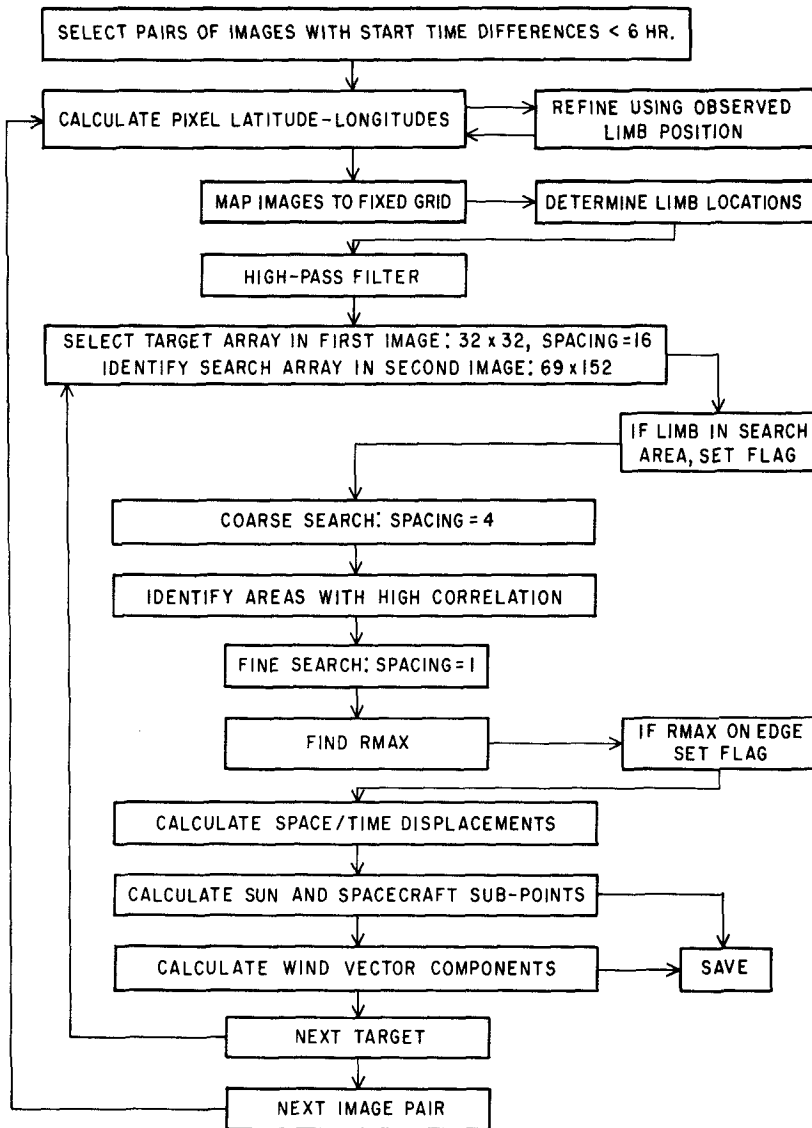 SELECT PAIRS OF IMAGES WITH START TIME DIFFERENCES < 6 HR.
CALCULATE PIXEL LATITUDE-LONGITUDES
REFINE USING OBSERVED
LIMB POSITION
MAP IMAGES TO FIXED GRID
DETERMINE LIMB LOCATIONS
HIGH-PASS FILTER
SELECT TARGET ARRAY IN FIRST IMAGE: 32 x 32, SPACING=16
IDENTIFY SEARCH ARRAY IN SECOND IMAGE: 69 x 152
IF LIMB IN SEARCH
AREA, SET FLAG
COARSE SEARCH: SPACING = 4
IDENTIFY AREAS WITH HIGH CORRELATION
FINE SEARCH: SPACING = 1
FIND RMAX
IF RMAX ON EDGE
SET FLAG
CALCULATE SPACE/TIME DISPLACEMENTS
CALCULATE SUN AND SPACECRAFT SUB-POINTS
CALCULATE WIND VECTOR COMPONENTS
SAVE
NEXT TARGET
NEXT IMAGE PAIR